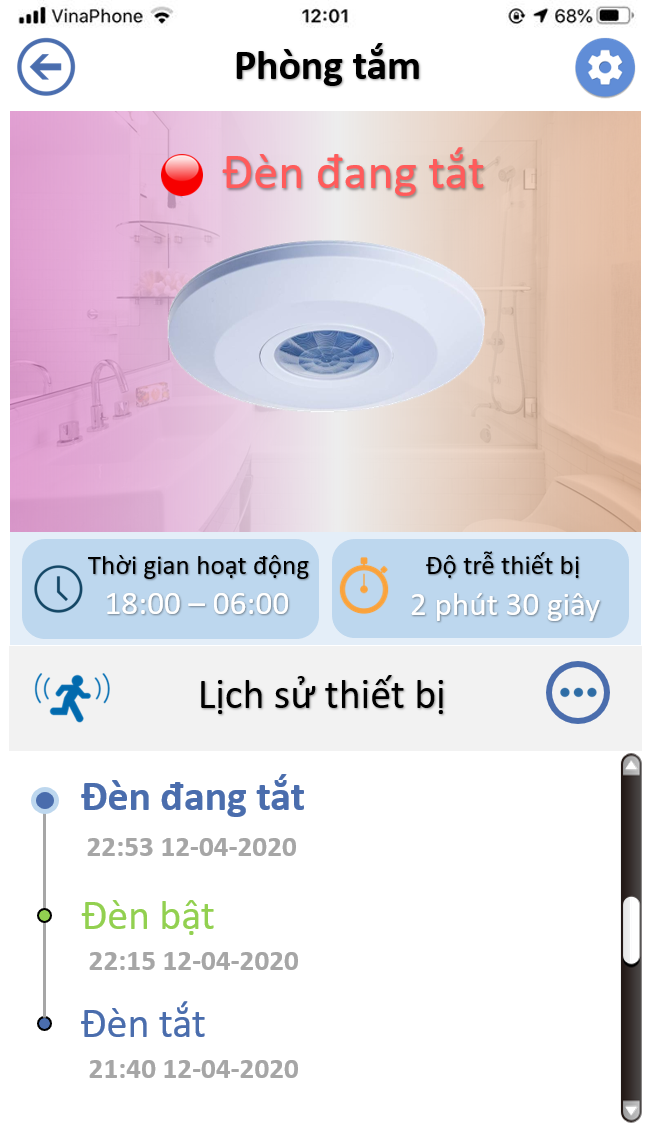 VinaPhone 12:01 68%
Phòng tắm
Đèn đang tắt
Thời gian hoạt động
18:00 – 06:00
Độ trễ thiết bị
2 phút 30 giây
Lịch sử thiết bị
Đèn đang tắt
22:53 12-04-2020
Đèn bật
22:15 12-04-2020
Đèn tắt
21:40 12-04-2020